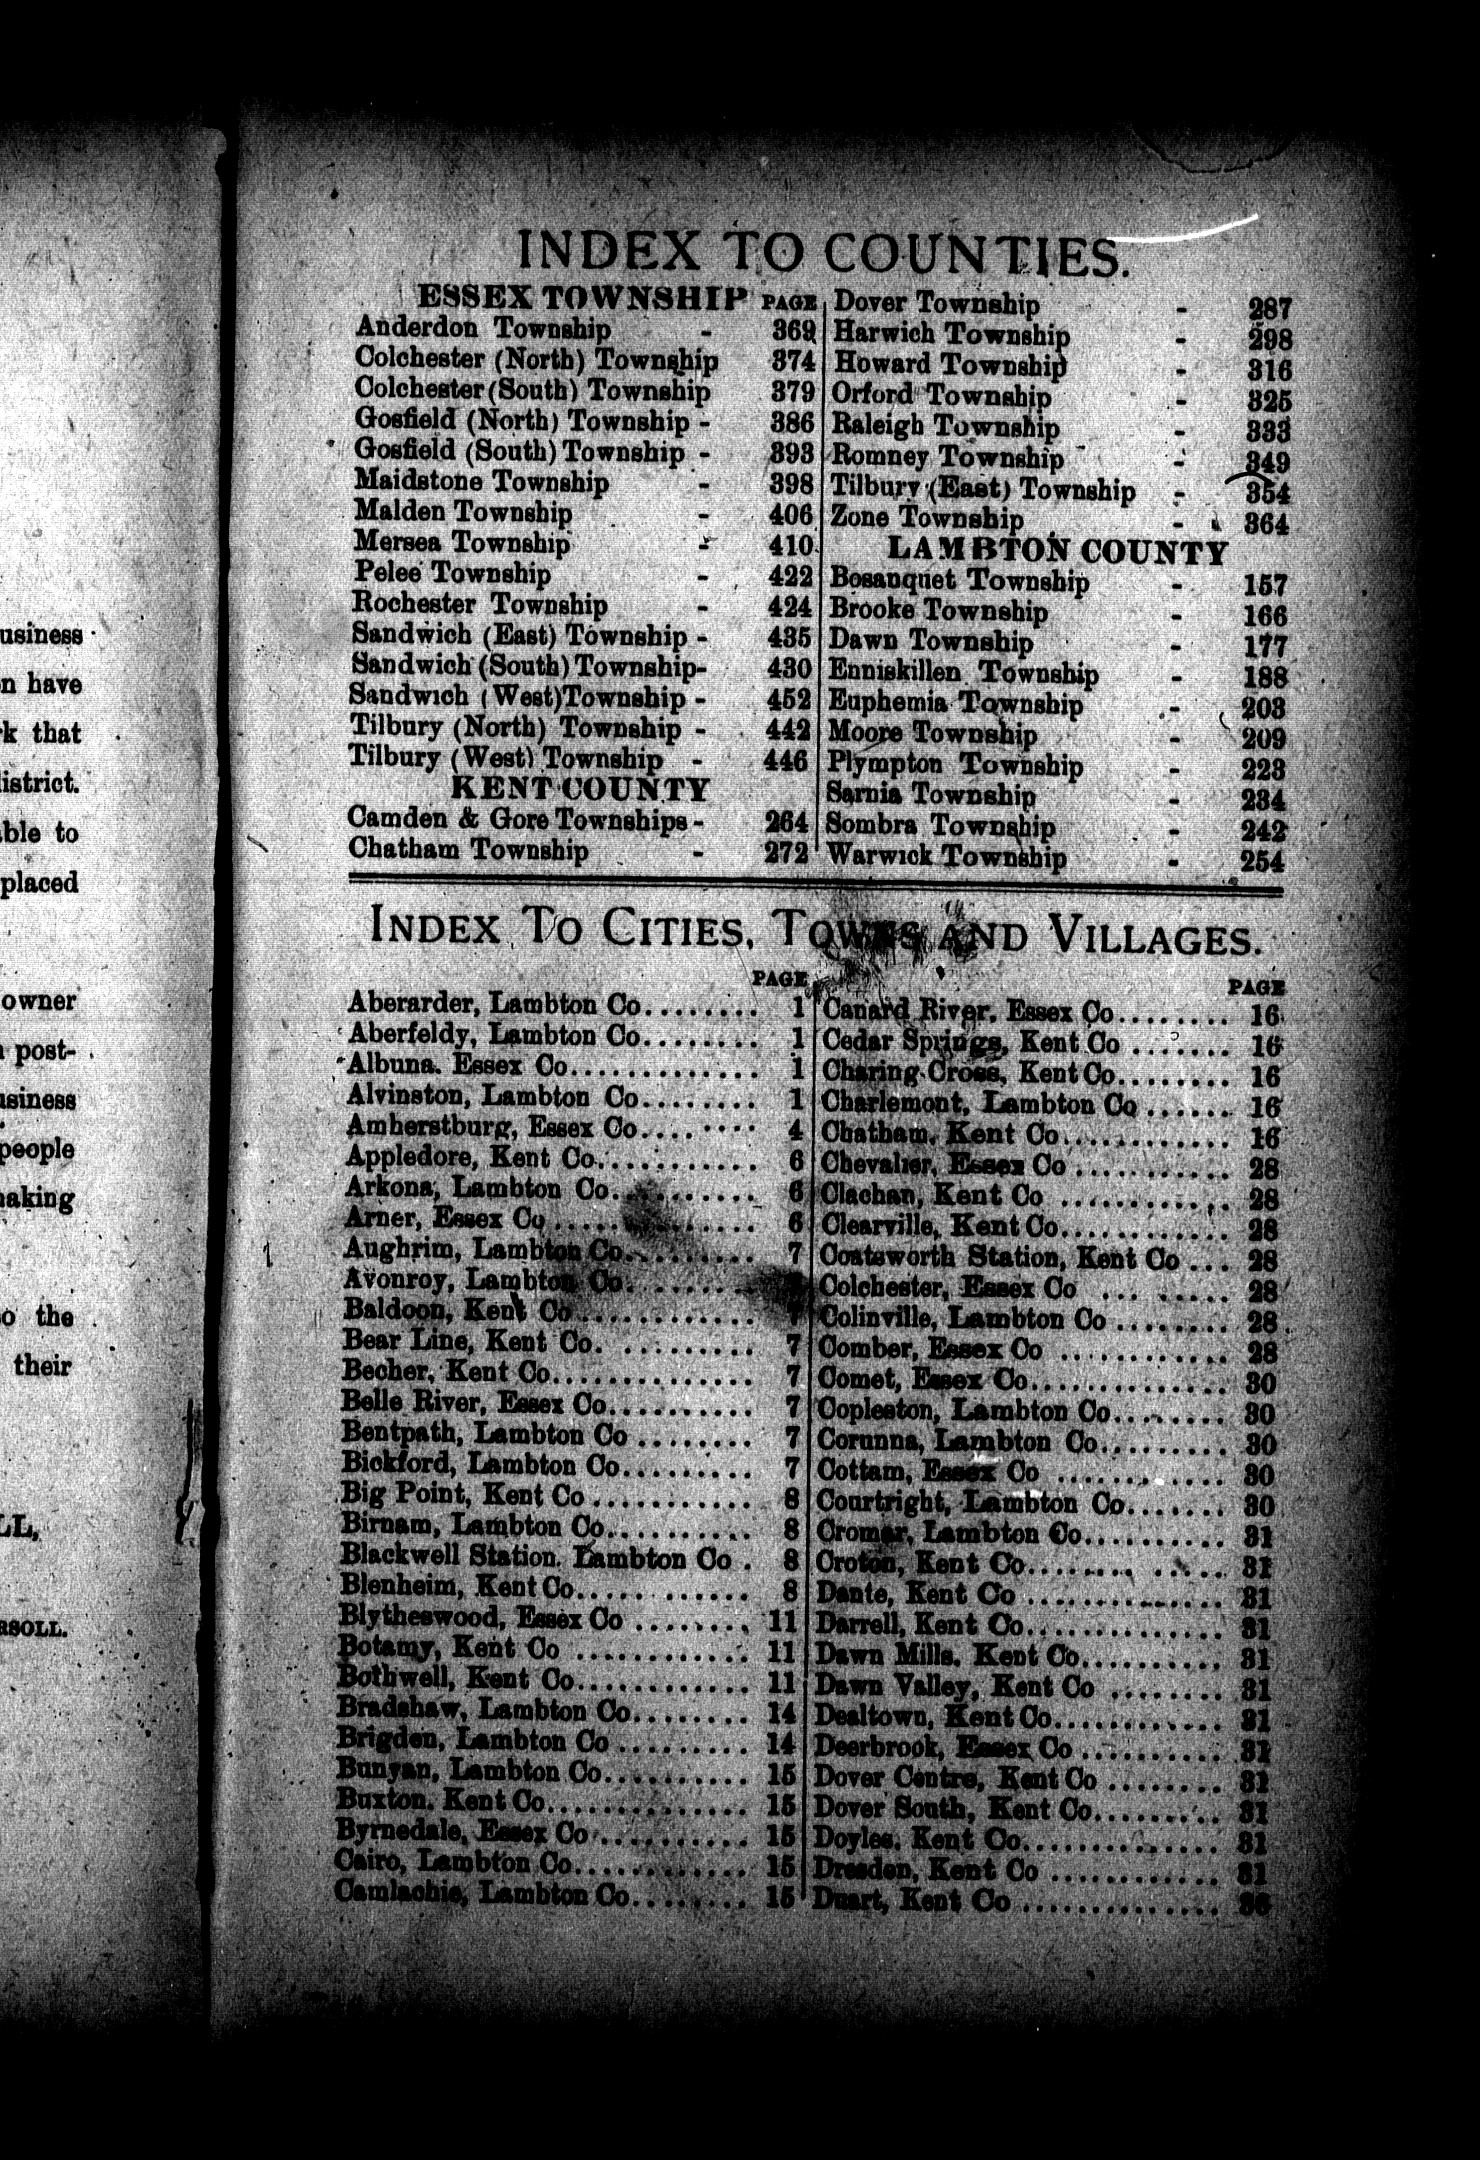 usiness
n have
k that
istrict.
ble to
placed
owner
post-
usiness
people
aking
o the
their
LL,
RSOLL.
INDEX TO COUNTIES.
ESSEX TOWNSHIP PAGE
Anderdon Township - 369
Colchester (North) Township 374
Colchester (South) Township 379
Gosfield (North) Township - 386
Gosfield (South) Township - 393
Maidstone Township - 398
Malden Township - 406
Mersea Township - 410
Pelee Township - 422
Rochester Township - 424
Sandwich (East) Township - 435
Sandwich (South) Township- 430
Sandwich (West) Township - 452
Tilbury (North) Township - 442
Tilbury (West) Township - 446
KENT COUNTY
Camden & Gore Townships - 264
Chatham Township - 272
Dover Township - 287
Harwich Township - 298
Howard Township - 316
Orford Township - 325
Raleigh Township - 333
Romney Township - 349
Tilbury (East) Township - 354
Zone Township - 364
LAMBTON COUNTY
Bosanquet Township - 157
Brooke Township - 166
Dawn Township - 177
Enniskillen Township - 188
Euphemia Township - 203
Moore Township - 209
Plympton Township - 223
Sarnia Township - 234
Sombra Township - 242
Warwick Township - 254
INDEX TO CITIES, TOWNS AND VILLAGES.
PAGE
Aberarder, Lambton Co........ 1
Aberfeldy, Lambton Co........ 1
Albuna. Essex Co............. 1
Alvinston, Lambton Co........ 1
Amherstburg, Essex Co........ 4
Appledore, Kent Co........... 6
Arkona, Lambton Co.......... 6
Arner, Essex Co.............. 6
Aughrim, Lambton Co......... 7
Avonroy, Lambton Co.........
Baldoon, Kent Co............ 7
Bear Line, Kent Co. ......... 7
Becher, Kent Co.............. 7
Belle River, Essex Co.......... 7
Bentpath, Lambton Co ........ 7
Bickford, Lambton Co......... 7
Big Point, Kent Co ........... 8
Birnam, Lambton Co.......... 8
Blackwell Station. Lambton Co . 8
Blenheim, Kent Co............ 8
Blytheswood, Essex Co ........ 11
Botamy, Kent Co ............ 11
Bothwell, Kent Co............ 11
Bradshaw, Lambton Co........ 14
Brigden, Lambton Co ......... 14
Bunyan, Lambton Co.......... 15
Buxton. Kent Co.............. 15
Byrnedale, Essex Co .......... 15
Cairo, Lambton Co............ 15
Camlachie, Lambton Co........ 15
PAGE
Canard River. Essex Co........ 16
Cedar Springs, Kent Co ....... 16
Charing Cross, Kent Co........ 16
Charlemont, Lambton Co ...... 16
Chatham, Kent Co............ 16
Chevalier, Essex Co ........... 28
Clachan, Kent Co ............ 28
Clearville, Kent Co............ 28
Coatsworth Station, Kent Co ... 28
Colchester, Essex Co ... ..... 28
Colinville, Lambton Co ........ 28
Comber, Essex Co ............ 28
Comet, Essex Co.............. 30
Copleston, Lambton Co........ 30
Corunna, Lambton Co......... 30
Cottam, Essex Co ............ 30
Courtright, Lambton Co....... 30
Cromar, Lambton Co.......... 31
Croton, Kent Co............. 31
Dante, Kent Co .............. 31
Darrell, Kent Co.............. 31
Dawn Mills. Kent Co.......... 31
Dawn Valley, Kent Co ........ 31
Dealtown, Kent Co............ 31
Deerbrook, Essex Co .......... 31
Dover Centre, Kent Co ........ 31
Dover South, Kent Co......... 31
Doyles. Kent Co.............. 31
Dresden, Kent Co ............ 31
Duart, Kent Co ..............